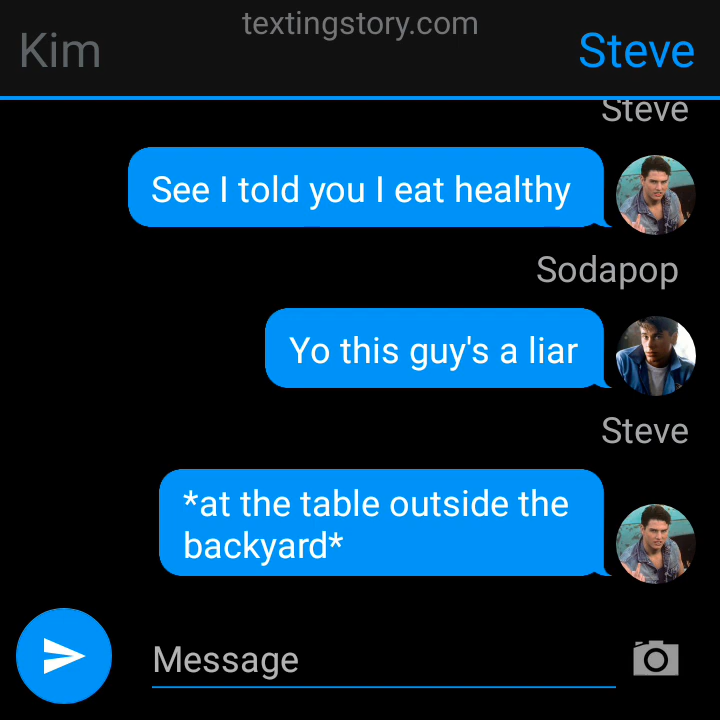 textingstory.com
Kim
Steve
Steve
See I told you I eat healthy
Sodapop
Yo this guy's a liar
Steve
*at the table outside the
backyard*
Message